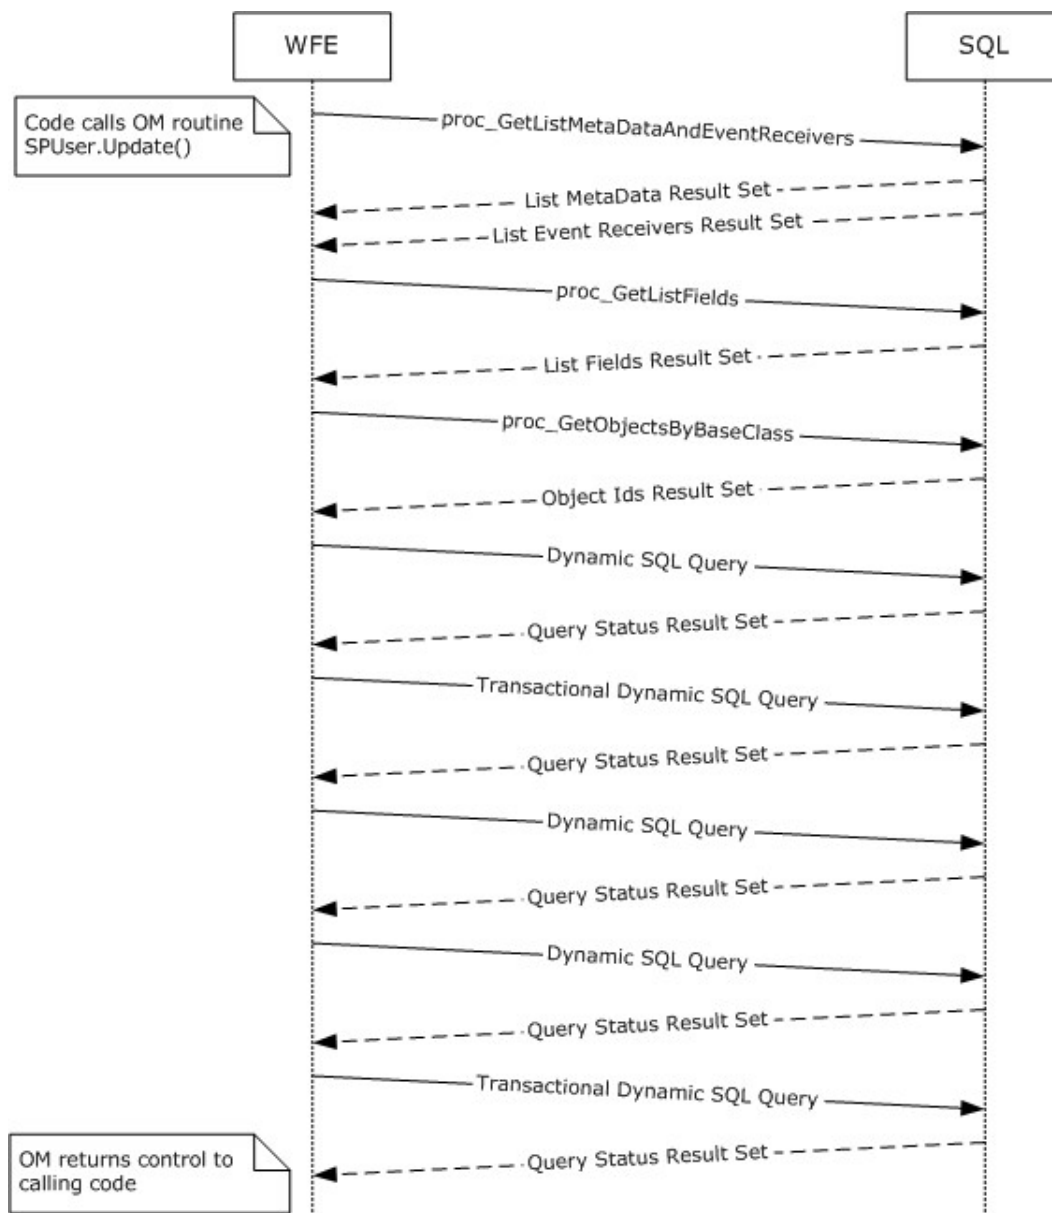 WFE
SQL
Code calls OM routine
SPUser.Update()
proc_GetListMetaDataAndEventReceivers
List MetaData Result Set
List Event Receivers Result Set
proc_GetListFields
List Fields Result Set
proc_GetObjectsByBaseClass
Object Ids Result Set
Dynamic SQL Query
Query Status Result Set
Transactional Dynamic SQL Query
Query Status Result Set
Dynamic SQL Query
Query Status Result Set
Dynamic SQL Query
Query Status Result Set
Transactional Dynamic SQL Query
Query Status Result Set
OM returns control to
calling code